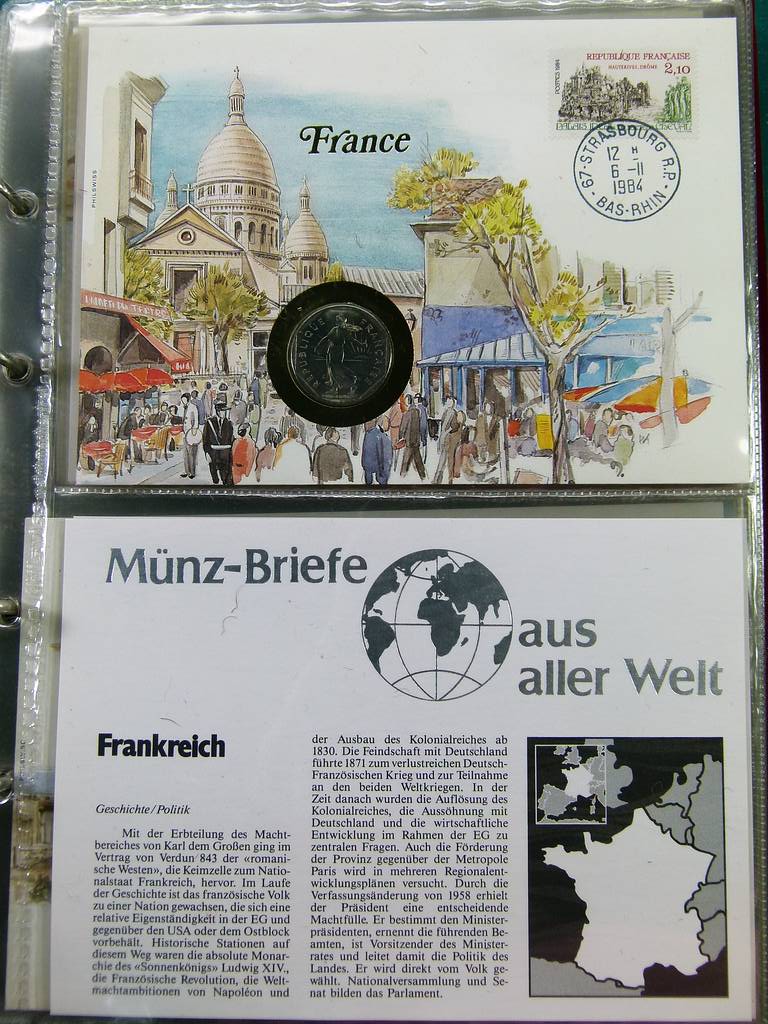 France
PHILSWISS
POSTES 1984
REPUBLIQUE FRANÇAISE
HAUTERIVES, DRÔME 2,10
PALAIS IDEAL CHEVAL
67-STRASBOURG R.P.
12 H
6-11
1984
BAS-RHIN
REPUBLIQUE FRANÇAISE
Münz-Briefe
aus
aller Welt
Frankreich
Geschichte/Politik
Mit der Erbteilung des Macht-
bereiches von Karl dem Großen ging im
Vertrag von Verdun 843 der «romani-
sche Westen», die Keimzelle zum Natio-
nalstaat Frankreich, hervor. Im Laufe
der Geschichte ist das französische Volk
zu einer Nation gewachsen, die sich eine
relative Eigenständigkeit in der EG und
gegenüber den USA oder dem Ostblock
vorbehält. Historische Stationen auf
diesem Weg waren die absolute Monar-
chie des «Sonnenkönigs» Ludwig XIV.,
die Französische Revolution, die Welt-
machtambitionen von Napoléon und
der Ausbau des Kolonialreiches ab
1830. Die Feindschaft mit Deutschland
führte 1871 zum verlustreichen Deutsch-
Französischen Krieg und zur Teilnahme
an den beiden Weltkriegen. In der
Zeit danach wurden die Auflösung des
Kolonialreiches, die Aussöhnung mit
Deutschland und die wirtschaftliche
Entwicklung im Rahmen der EG zu
zentralen Fragen. Auch die Förderung
der Provinz gegenüber der Metropole
Paris wird in mehreren Regionalent-
wicklungsplänen versucht. Durch die
Verfassungsänderung von 1958 erhielt
der Präsident eine entscheidende
Machtfülle. Er bestimmt den Minister-
präsidenten, ernennt die führenden Be-
amten, ist Vorsitzender des Minister-
rates und leitet damit die Politik des
Landes. Er wird direkt vom Volk ge-
wählt. Nationalversammlung und Se-
nat bilden das Parlament.